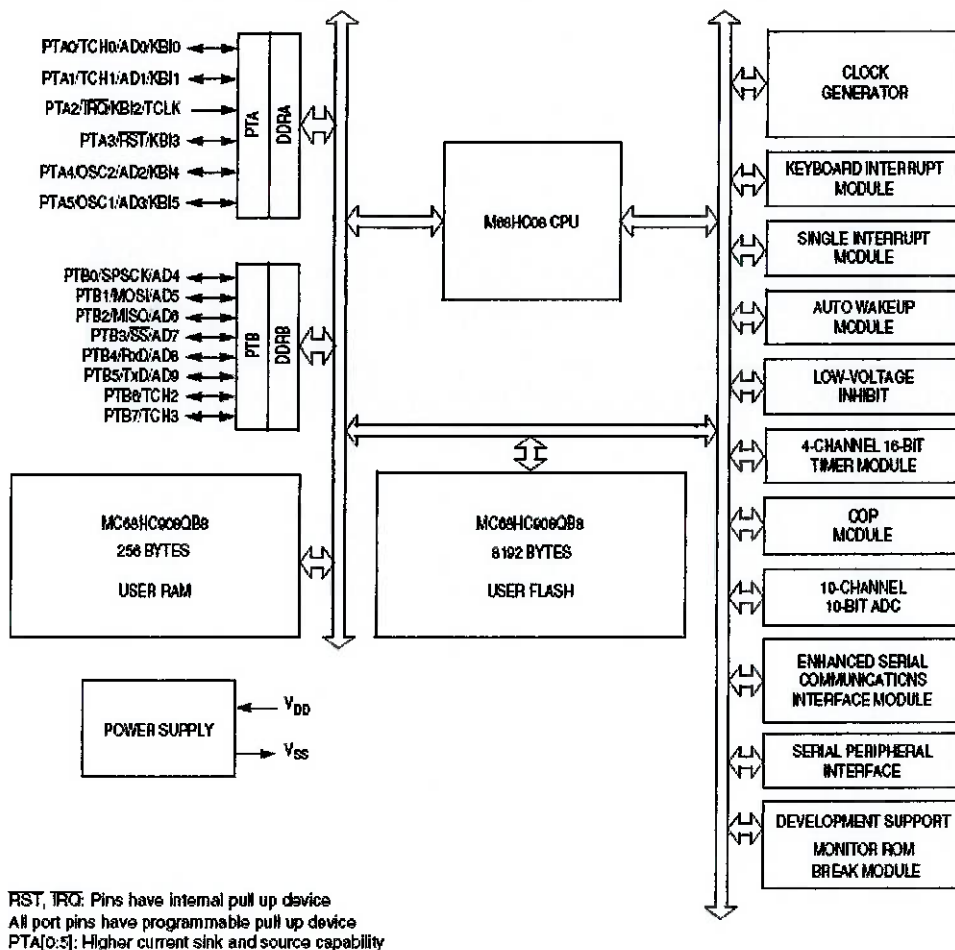 PTA0/TCH0/AD0/KBI0
PTA1/TCH1/AD1/KBI1
PTA2/IRQ/KBI2/TCLK
PTA3/RST/KBI3
PTA4/OSC2/AD2/KBI4
PTA5/OSC1/AD3/KBI5
PTA
DDRA
PTB0/SPSCK/AD4
PTB1/MOSI/AD5
PTB2/MISO/AD6
PTB3/SS/AD7
PTB4/RxD/AD8
PTB5/TxD/AD9
PTB6/TCH2
PTB7/TCH3
PTB
DDRB
M68HC08 CPU
MC68HC908QB8
256 BYTES
USER RAM
MC68HC908QB8
8192 BYTES
USER FLASH
POWER SUPPLY
VDD
VSS
CLOCK
GENERATOR
KEYBOARD INTERRUPT
MODULE
SINGLE INTERRUPT
MODULE
AUTO WAKEUP
MODULE
LOW-VOLTAGE
INHIBIT
4-CHANNEL 16-BIT
TIMER MODULE
COP
MODULE
10-CHANNEL
10-BIT ADC
ENHANCED SERIAL
COMMUNICATIONS
INTERFACE MODULE
SERIAL PERIPHERAL
INTERFACE
DEVELOPMENT SUPPORT
MONITOR ROM
BREAK MODULE
RST, IRQ: Pins have internal pull up device
All port pins have programmable pull up device
PTA[0:5]: Higher current sink and source capability